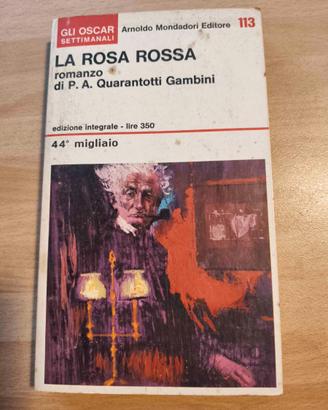 GLI OSCAR
SETTIMANALI
Arnoldo Mondadori Editore 113
LA ROSA ROSSA
romanzo
di P. A. Quarantotti Gambini
edizione integrale - lire 350
44° migliaio